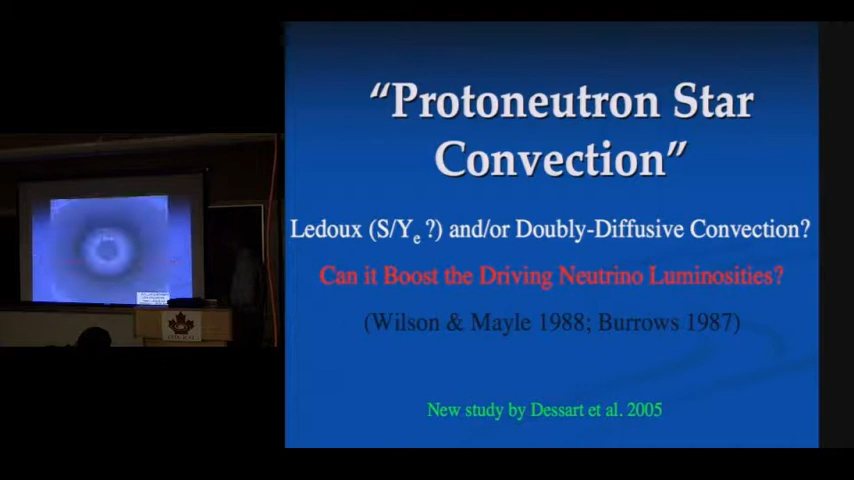 “Protoneutron Star
Convection”
Ledoux (S/Ye ?) and/or Doubly-Diffusive Convection?
Can it Boost the Driving Neutrino Luminosities?
(Wilson & Mayle 1988; Burrows 1987)
New study by Dessart et al. 2005